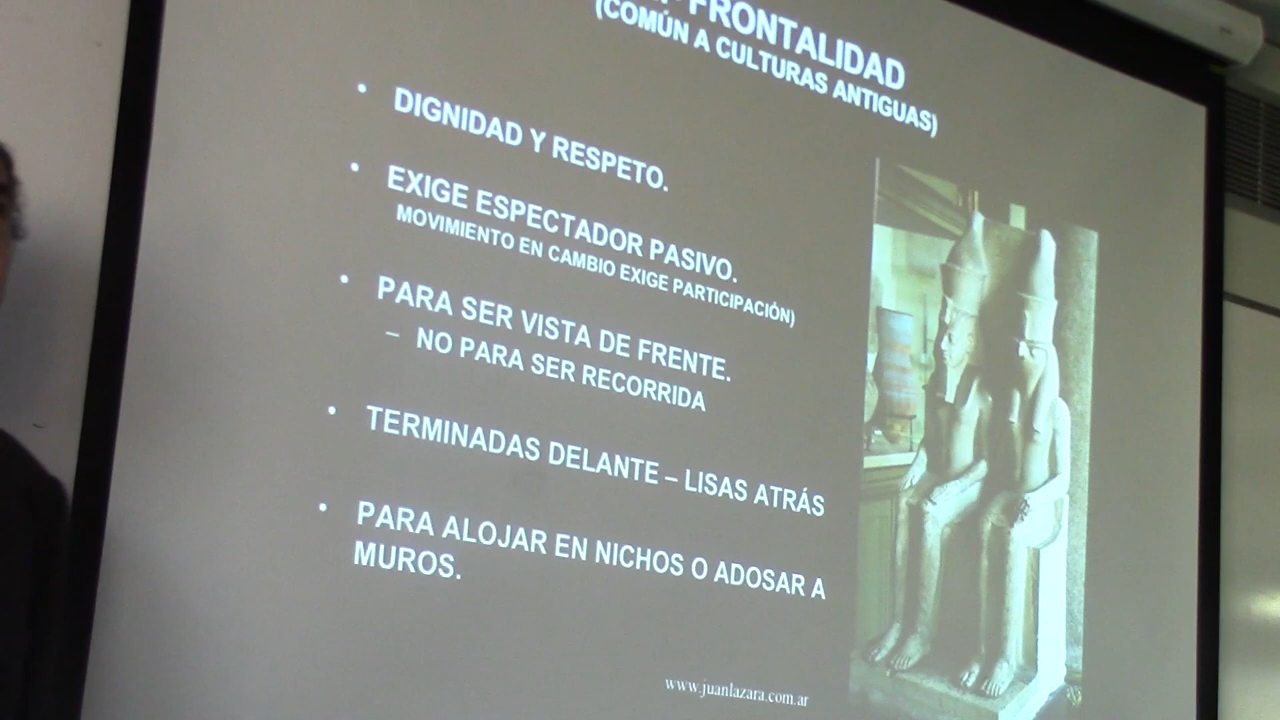 FRONTALIDAD
(COMÚN A CULTURAS ANTIGUAS)
• DIGNIDAD Y RESPETO.
• EXIGE ESPECTADOR PASIVO.
MOVIMIENTO EN CAMBIO EXIGE PARTICIPACIÓN)
• PARA SER VISTA DE FRENTE.
– NO PARA SER RECORRIDA
• TERMINADAS DELANTE – LISAS ATRÁS
• PARA ALOJAR EN NICHOS O ADOSAR A
MUROS.
www.juanlazara.com.ar